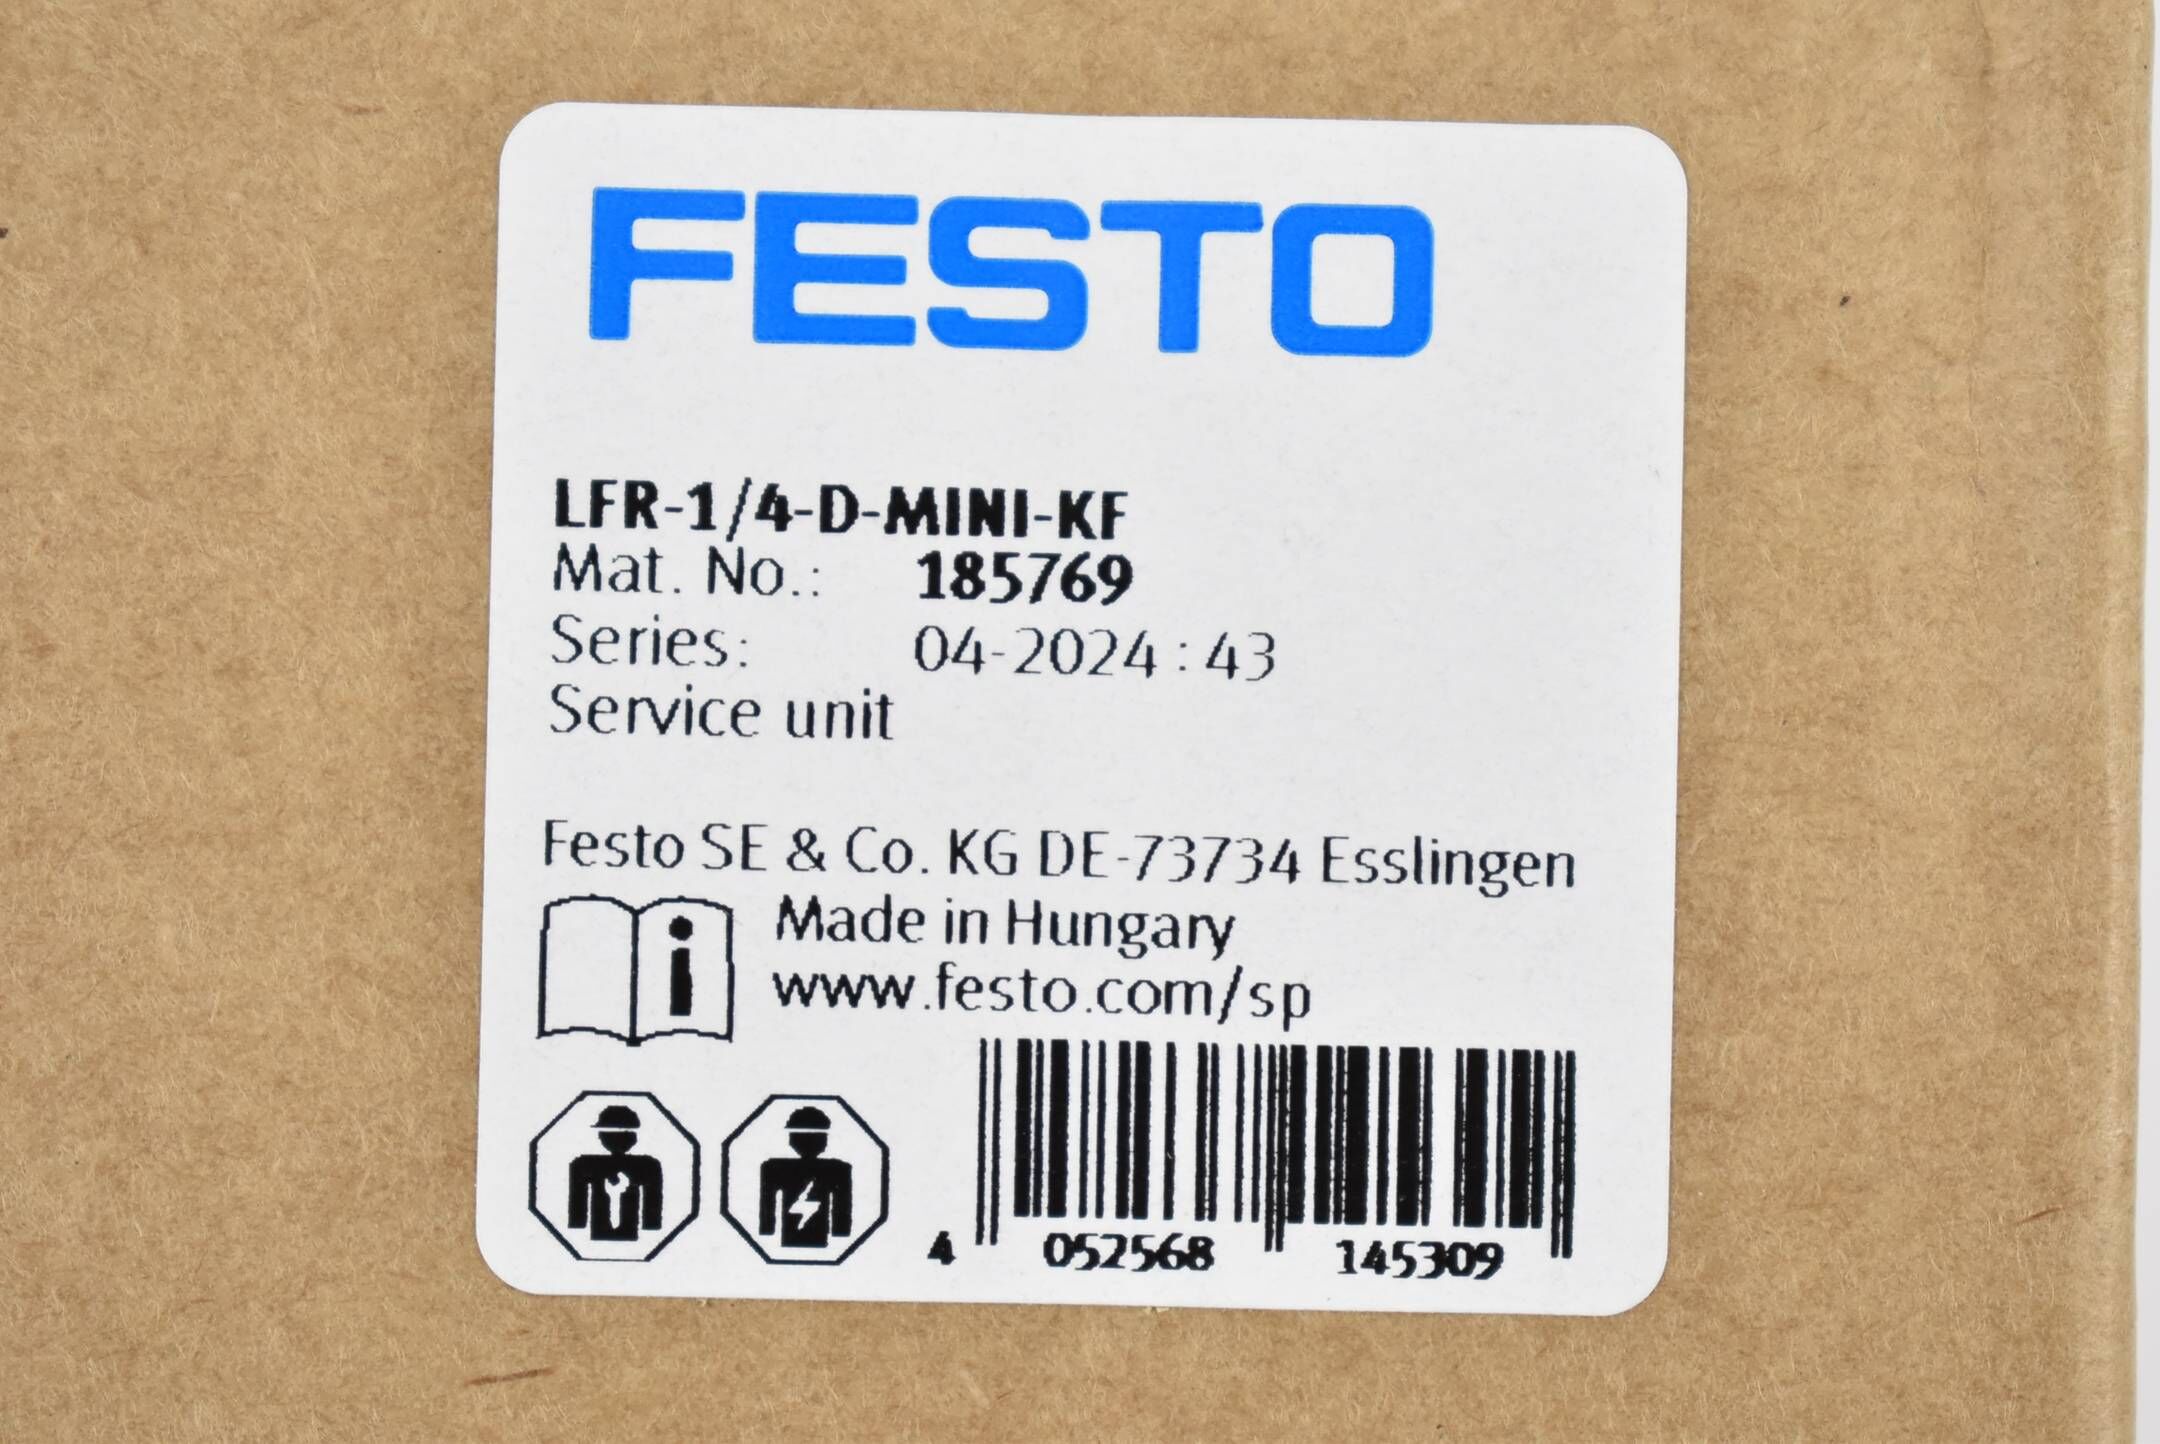 FESTO
LFR-1/4-D-MINI-KF
Mat. No.: 185769
Series: 04-2024 : 43
Service unit
Festo SE & Co. KG DE-73734 Esslingen
Made in Hungary
www.festo.com/sp
4 052568 145309